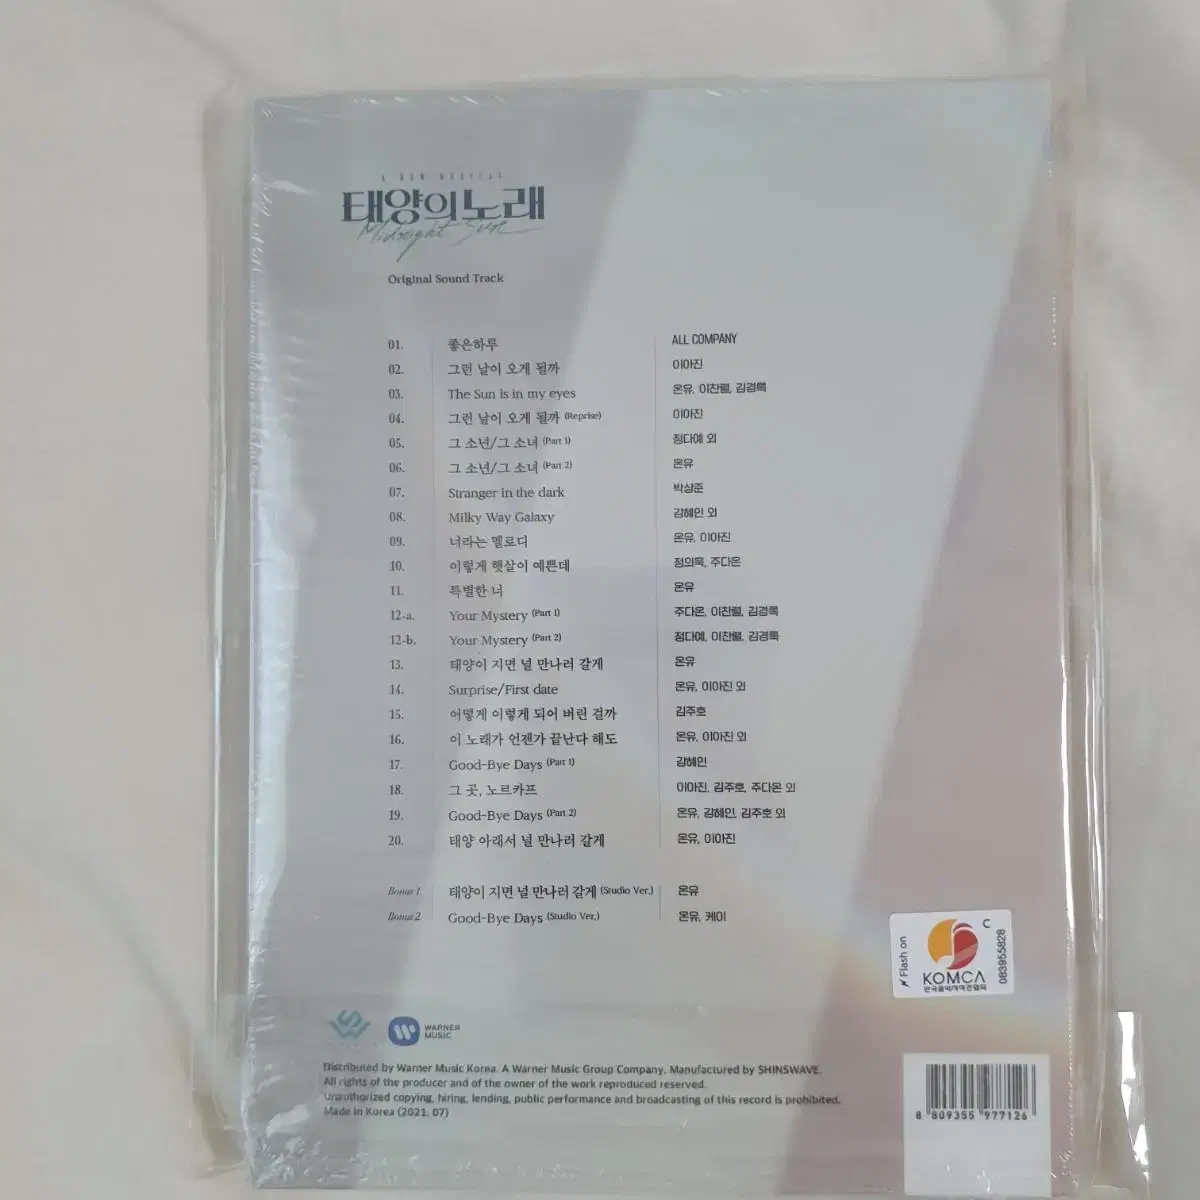 A NEW MUSICAL
태양의 노래
Midnight Sun
Original Sound Track
01. 좋은하루 ALL COMPANY
02. 그런 날이 오게 될까 이아진
03. The Sun is in my eyes 온유, 이찬렬, 김경록
04. 그런 날이 오게 될까 (Reprise) 이아진
05. 그 소년/그 소녀 (Part 1) 정다예 외
06. 그 소년/그 소녀 (Part 2) 온유
07. Stranger in the dark 박상준
08. Milky Way Galaxy 강혜인 외
09. 너라는 멜로디 온유, 이아진
10. 이렇게 햇살이 예쁜데 정의욱, 주다온
11. 특별한 너 온유
12-a. Your Mystery (Part 1) 주다온, 이찬렬, 김경록
12-b. Your Mystery (Part 2) 정다예, 이찬렬, 김경록
13. 태양이 지면 널 만나러 갈게 온유
14. Surprise/First date 온유, 이아진 외
15. 어떻게 이렇게 되어 버린 걸까 김주호
16. 이 노래가 언젠가 끝난다 해도 온유, 이아진 외
17. Good-Bye Days (Part 1) 강혜인
18. 그 곳, 노르카프 이아진, 김주호, 주다온 외
19. Good-Bye Days (Part 2) 온유, 강혜인, 김주호 외
20. 태양 아래서 널 만나러 갈게 온유, 이아진
Bonus 1. 태양이 지면 널 만나러 갈게 (Studio Ver.) 온유
Bonus 2. Good-Bye Days (Studio Ver.) 온유, 케이
Flash on
C
KOMCA
한국음악저작권협회
083955828
WARNER
MUSIC
Distributed by Warner Music Korea. A Warner Music Group Company. Manufactured by SHINSWAVE.
All rights of the producer and of the owner of the work reproduced reserved.
Unauthorized copying, hiring, lending, public performance and broadcasting of this record is prohibited.
Made in Korea (2021. 07)
8 809355 977126